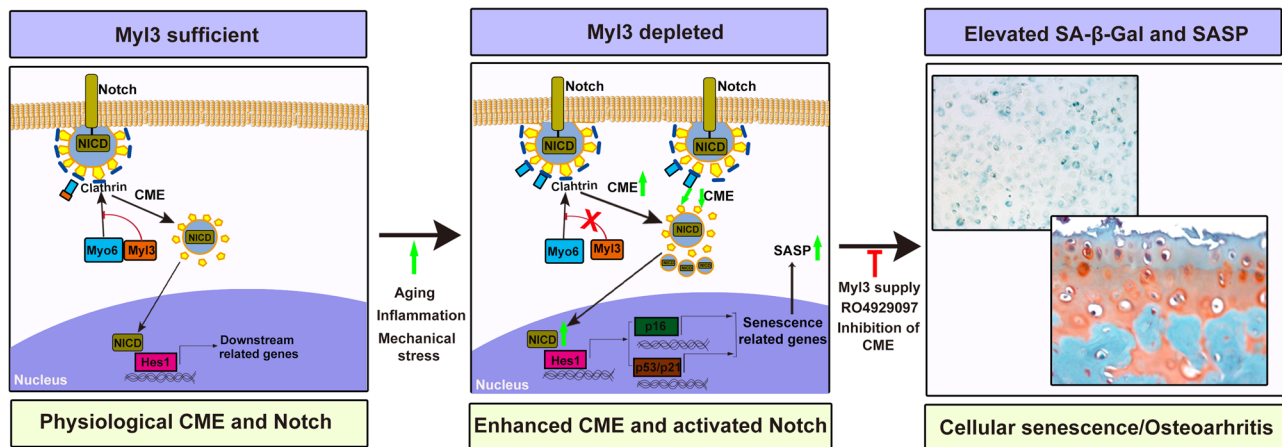 Myl3 sufficient
Notch
NICD
Clathrin
CME
Myo6
Myl3
NICD
NICD
Hes1
Downstream
related genes
Nucleus
Physiological CME and Notch
Aging
Inflammation
Mechanical
stress
Myl3 depleted
Notch
Notch
NICD
NICD
Clahtrin
CME
CME
X
Myo6
Myl3
NICD
SASP
NICD
Hes1
p16
p53/p21
Senescence
related genes
Nucleus
Enhanced CME and activated Notch
Myl3 supply
RO4929097
Inhibition of
CME
Elevated SA-β-Gal and SASP
Cellular senescence/Osteoarhritis